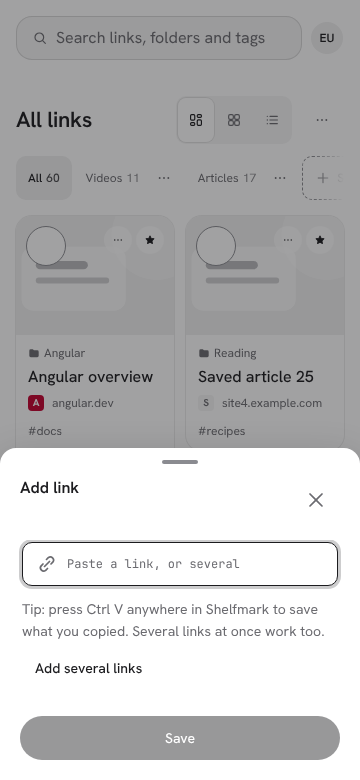 Search links, folders and tags
EU
All links
All 60
Videos 11
Articles 17
Angular
Angular overview
A angular.dev
#docs
Reading
Saved article 25
S site4.example.com
#recipes
Add link
Paste a link, or several
Tip: press Ctrl V anywhere in Shelfmark to save
what you copied. Several links at once work too.
Add several links
Save